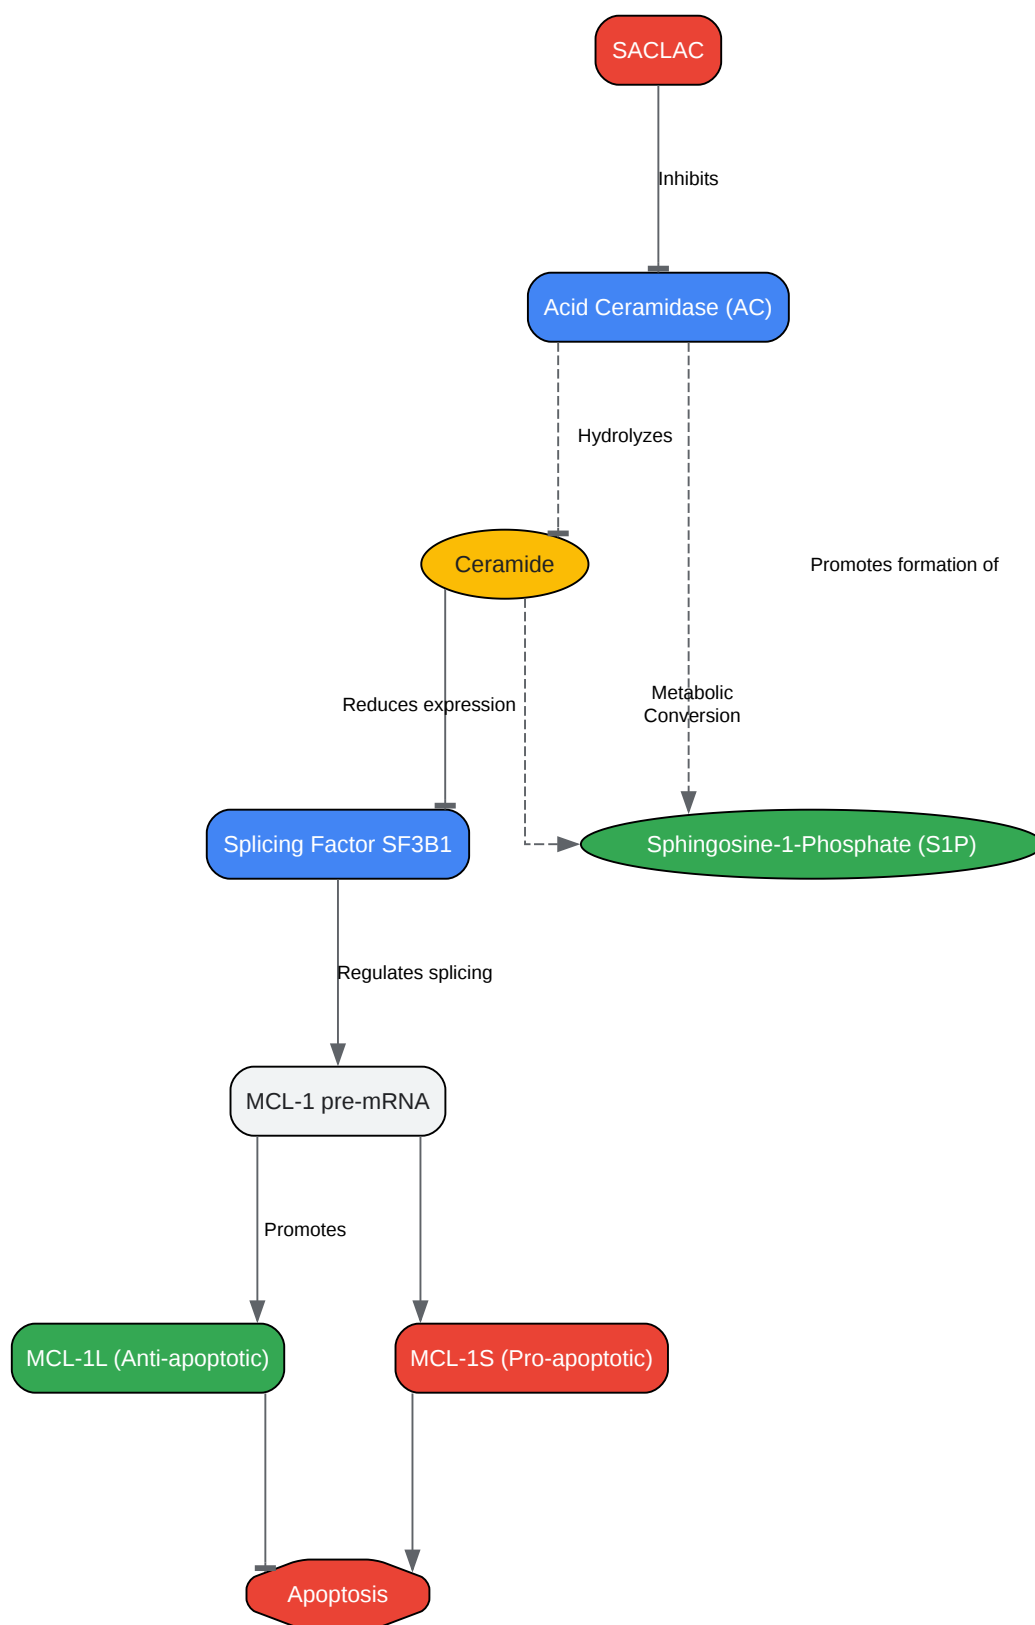 SACLAC
Inhibits
Acid Ceramidase (AC)
Hydrolyzes
Ceramide
Promotes formation of
Reduces expression
Metabolic
Conversion
Splicing Factor SF3B1
Sphingosine-1-Phosphate (S1P)
Regulates splicing
MCL-1 pre-mRNA
Promotes
MCL-1L (Anti-apoptotic)
MCL-1S (Pro-apoptotic)
Apoptosis